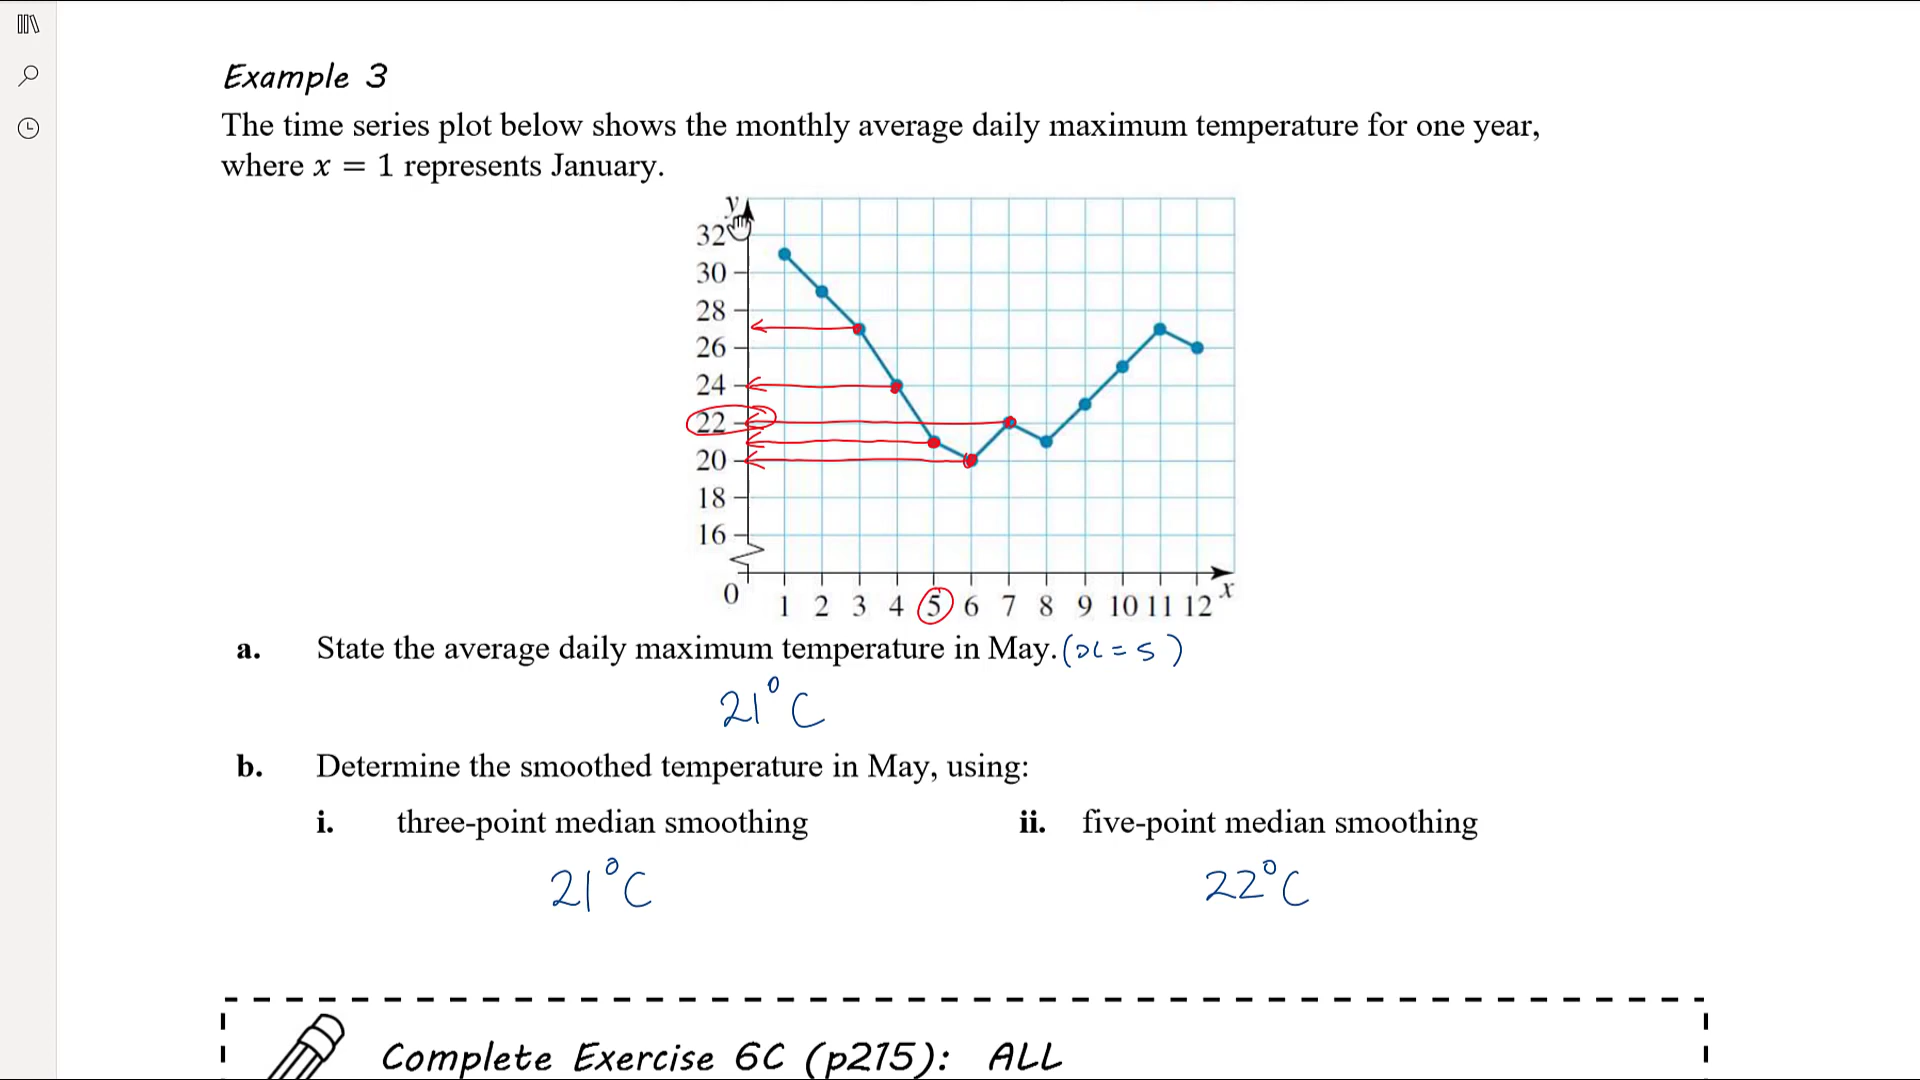 Example 3
The time series plot below shows the monthly average daily maximum temperature for one year,
where x = 1 represents January.
y
32
30
28
26
24
22
20
18
16
0 1 2 3 4 5 6 7 8 9 10 11 12 x
a. State the average daily maximum temperature in May. (x = 5)
21°C
b. Determine the smoothed temperature in May, using:
i. three-point median smoothing ii. five-point median smoothing
21°C 22°C
Complete Exercise 6C (p215): ALL